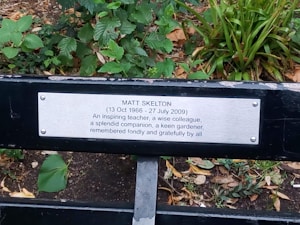 MATT SKELTON
(13 Oct 1966 - 27 July 2009)
An inspiring teacher, a wise colleague,
a splendid companion, a keen gardener,
remembered fondly and gratefully by all